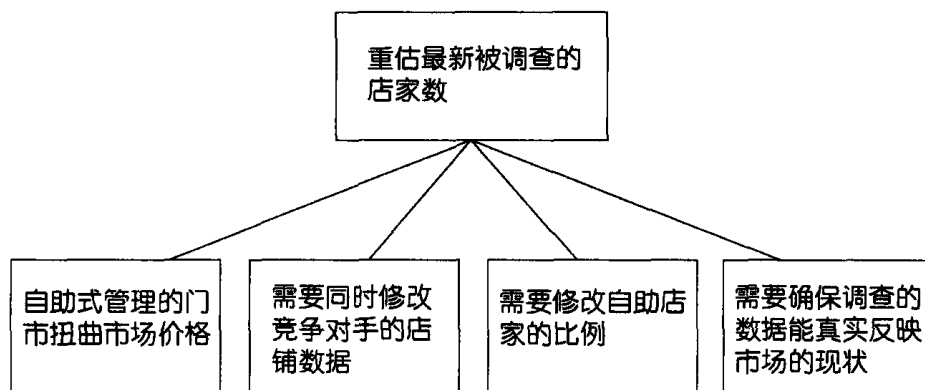 重估最新被调查的
店家数
自助式管理的门
市扭曲市场价格
需要同时修改
竞争对手的店
铺数据
需要修改自助店
家的比例
需要确保调查的
数据能真实反映
市场的现状